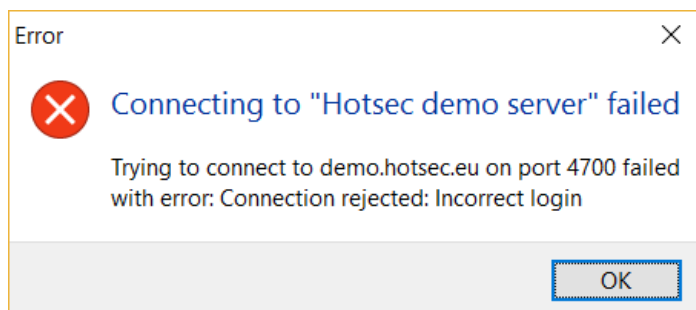 Error
Connecting to "Hotsec demo server" failed
Trying to connect to demo.hotsec.eu on port 4700 failed
with error: Connection rejected: Incorrect login
OK